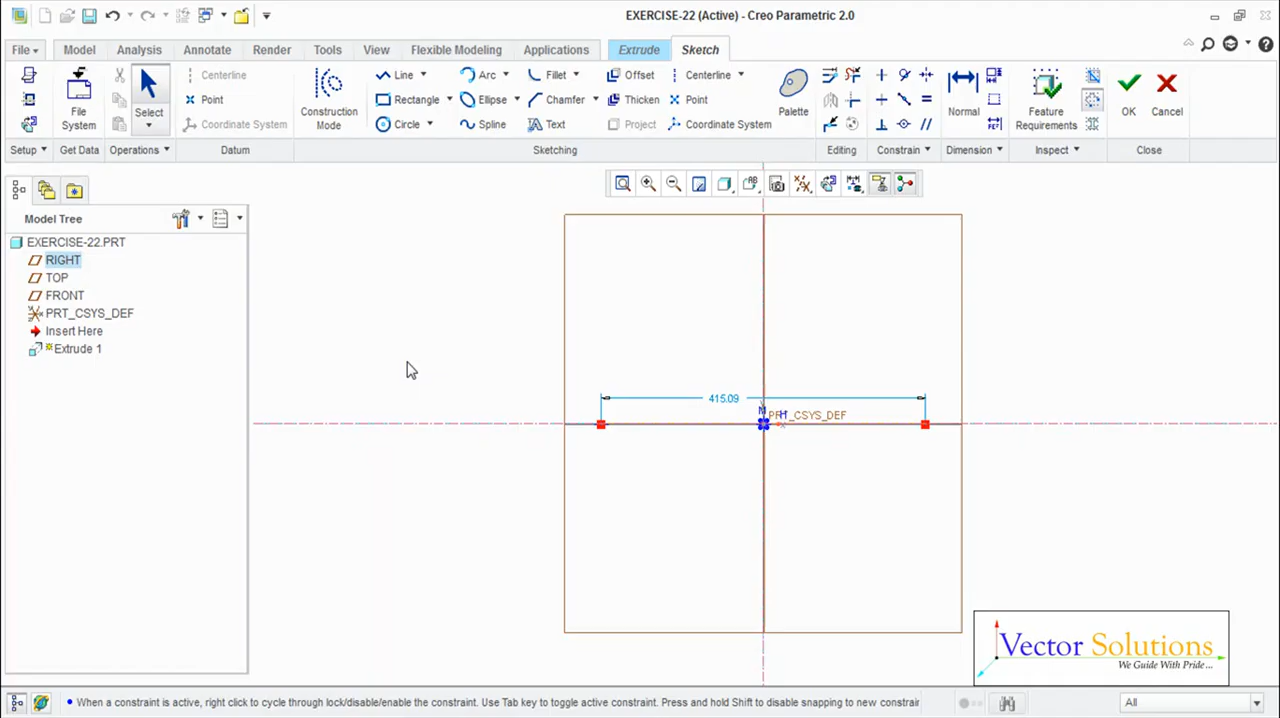 EXERCISE-22 (Active) - Creo Parametric 2.0
File Model Analysis Annotate Render Tools View Flexible Modeling Applications Extrude Sketch
Centerline Line Arc Fillet Offset Centerline
Point Rectangle Ellipse Chamfer Thicken Point
Coordinate System Circle Spline Text Project Coordinate System
File System
Select
Construction Mode
Palette
Normal
Feature Requirements
OK
Cancel
Setup Get Data Operations Datum Sketching Editing Constrain Dimension Inspect Close
Model Tree
EXERCISE-22.PRT
RIGHT
TOP
FRONT
PRT_CSYS_DEF
Insert Here
Extrude 1
415.09
H
Vector Solutions
We Guide With Pride...
When a constraint is active, right click to cycle through lock/disable/enable the constraint. Use Tab key to toggle active constraint. Press and hold Shift to disable snapping to new constrair
All